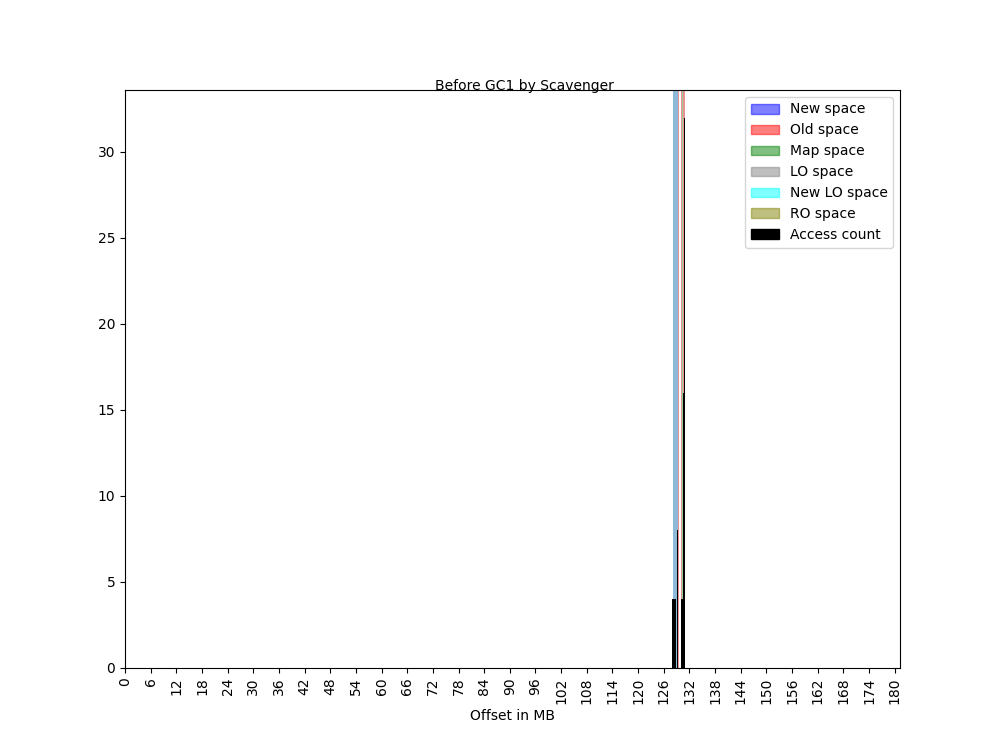 Before GC1 by Scavenger
New space
Old space
Map space
LO space
New LO space
RO space
Access count
30
25
20
15
10
5
0
0 6 12 18 24 30 36 42 48 54 60 66 72 78 84 90 96 102 108 114 120 126 132 138 144 150 156 162 168 174 180
Offset in MB